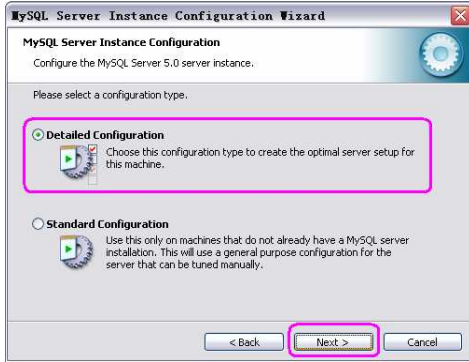 MySQL Server Instance Configuration Wizard
MySQL Server Instance Configuration
Configure the MySQL Server 5.0 server instance.
Please select a configuration type.
Detailed Configuration
Choose this configuration type to create the optimal server setup for
this machine.
Standard Configuration
Use this only on machines that do not already have a MySQL server
installation. This will use a general purpose configuration for the
server that can be tuned manually.
< Back Next > Cancel